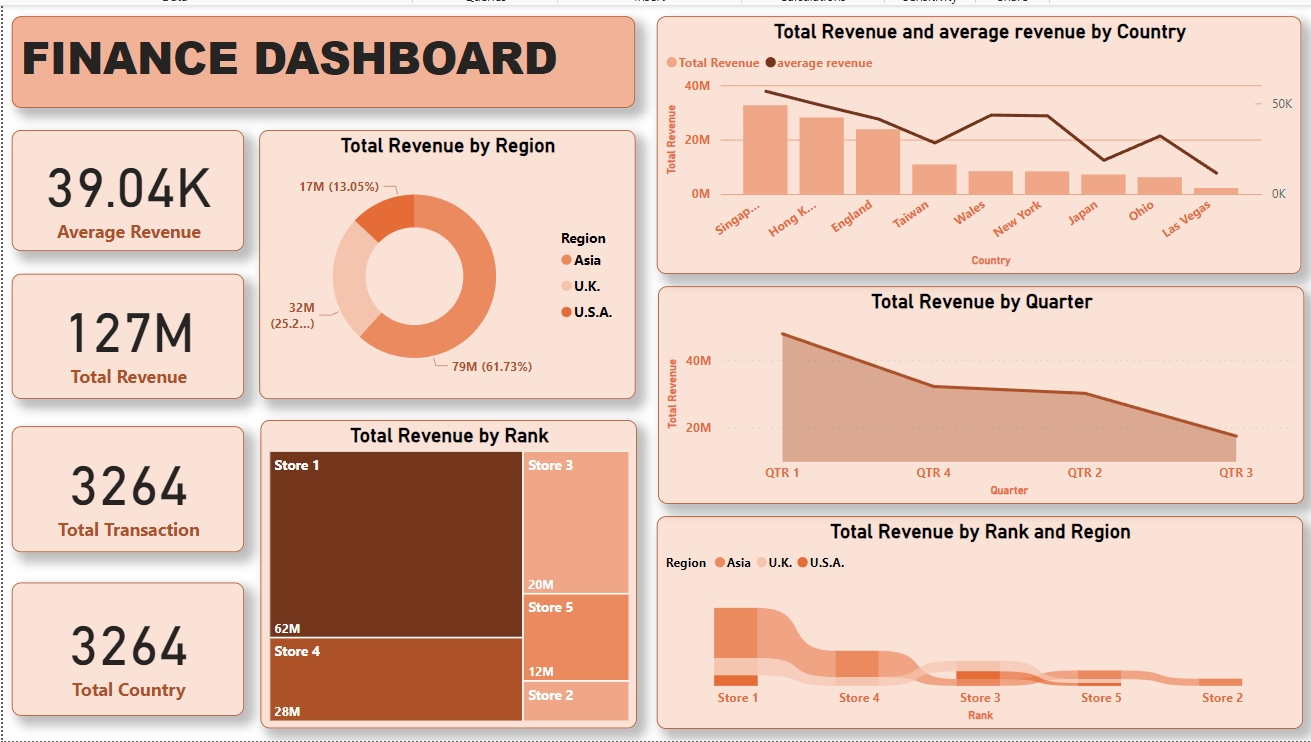 FINANCE DASHBOARD
39.04K
Average Revenue
127M
Total Revenue
3264
Total Transaction
3264
Total Country
Total Revenue by Region
17M (13.05%)
32M
(25.2...)
79M (61.73%)
Region
Asia
U.K.
U.S.A.
Total Revenue by Rank
Store 1
62M
Store 4
28M
Store 3
20M
Store 5
12M
Store 2
Total Revenue and average revenue by Country
Total Revenue average revenue
Total Revenue
40M
20M
0M
50K
0K
Singap...
Hong K...
England
Taiwan
Wales
New York
Japan
Ohio
Las Vegas
Country
Total Revenue by Quarter
Total Revenue
40M
20M
QTR 1 QTR 4 QTR 2 QTR 3
Quarter
Total Revenue by Rank and Region
Region Asia U.K. U.S.A.
Store 1 Store 4 Store 3 Store 5 Store 2
Rank